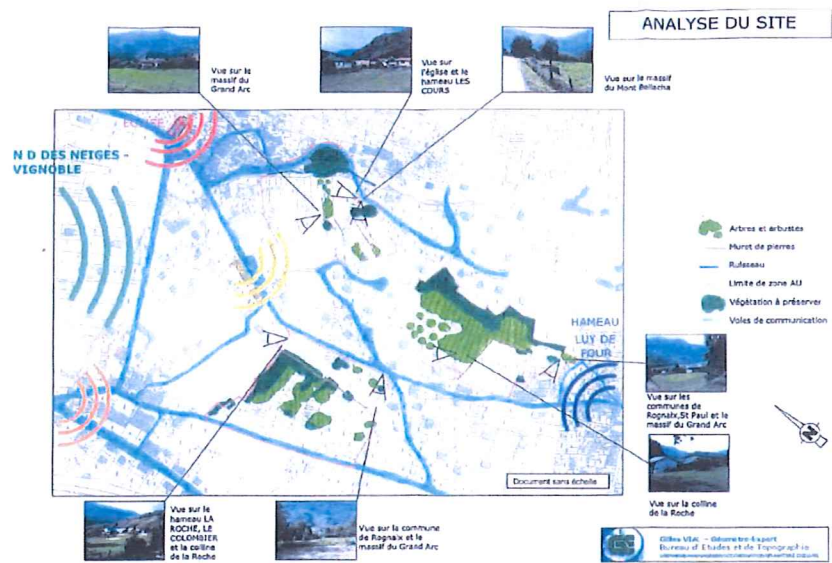 ANALYSE DU SITE
Vue sur le
massif du
Grand Arc
Vue sur
l'église et le
hameau LES
COURS
Vue sur le massif
du Mont Bellacha
EGLISE
N D DES NEIGES -
VIGNOBLE
Arbres et arbustes
Muret de pierres
Ruisseau
Limite de zone AU
Végétation à préserver
Voies de communication
HAMEAU
LUY DE
FOUR
Vue sur les
communes de
Rognaix,St Paul et le
massif du Grand Arc
Vue sur la colline
de la Roche
Document sans échelle
Vue sur le
hameau LA
ROCHE, LE
COLOMBIER
et la colline
de la Roche
Vue sur la commune
de Rognaix et le
massif du Grand Arc
Gilles VIAL - Géomètre-Expert
Bureau d'Etudes et de Topographie